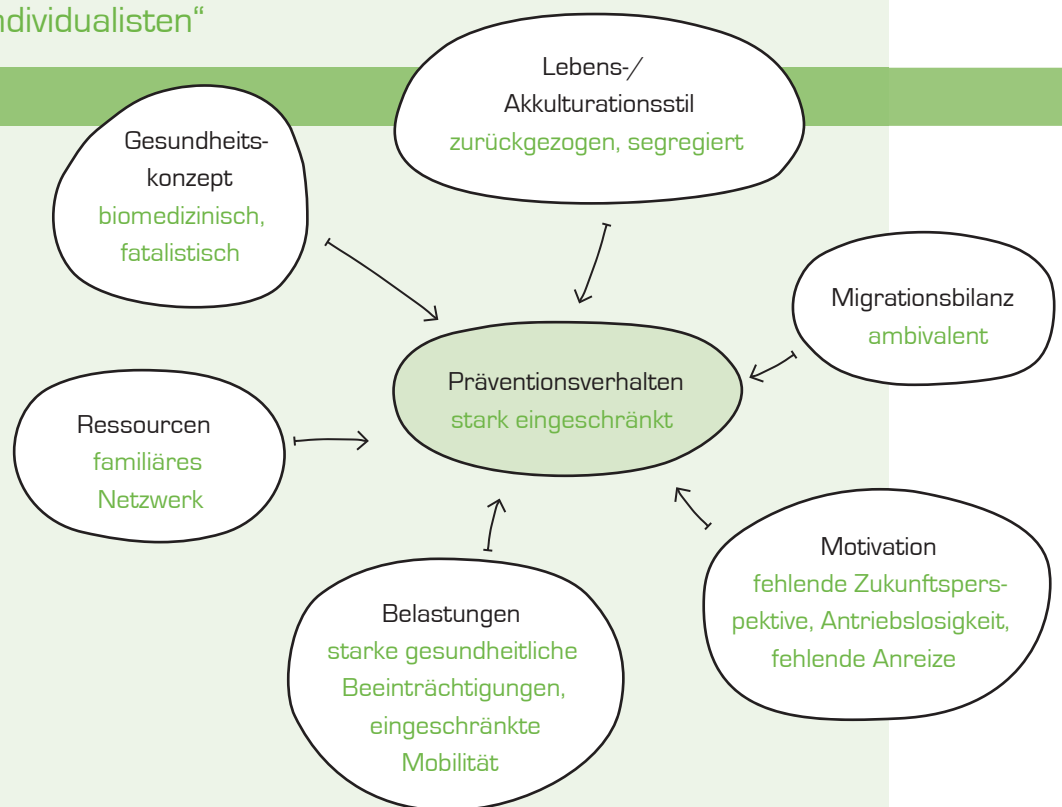 ndividualisten“
Lebens-/
Akkulturationsstil
zurückgezogen, segregiert
Gesundheits-
konzept
biomedizinisch,
fatalistisch
Migrationsbilanz
ambivalent
Präventionsverhalten
stark eingeschränkt
Ressourcen
familiäres
Netzwerk
Motivation
fehlende Zukunftspers-
pektive, Antriebslosigkeit,
fehlende Anreize
Belastungen
starke gesundheitliche
Beeinträchtigungen,
eingeschränkte
Mobilität